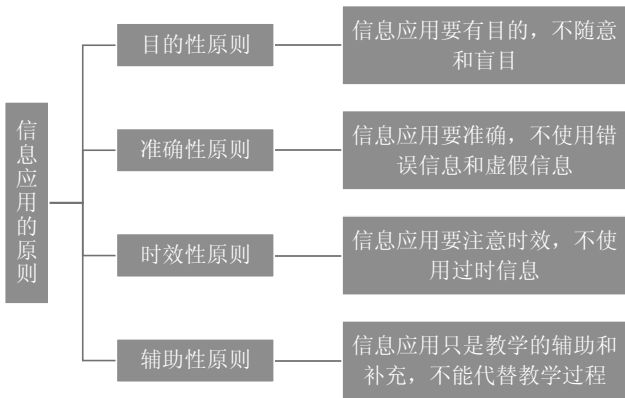 信息应用的原则
目的性原则
信息应用要有目的，不随意
和盲目
准确性原则
信息应用要准确，不使用错
误信息和虚假信息
时效性原则
信息应用要注意时效，不使
用过时信息
辅助性原则
信息应用只是教学的辅助和
补充，不能代替教学过程